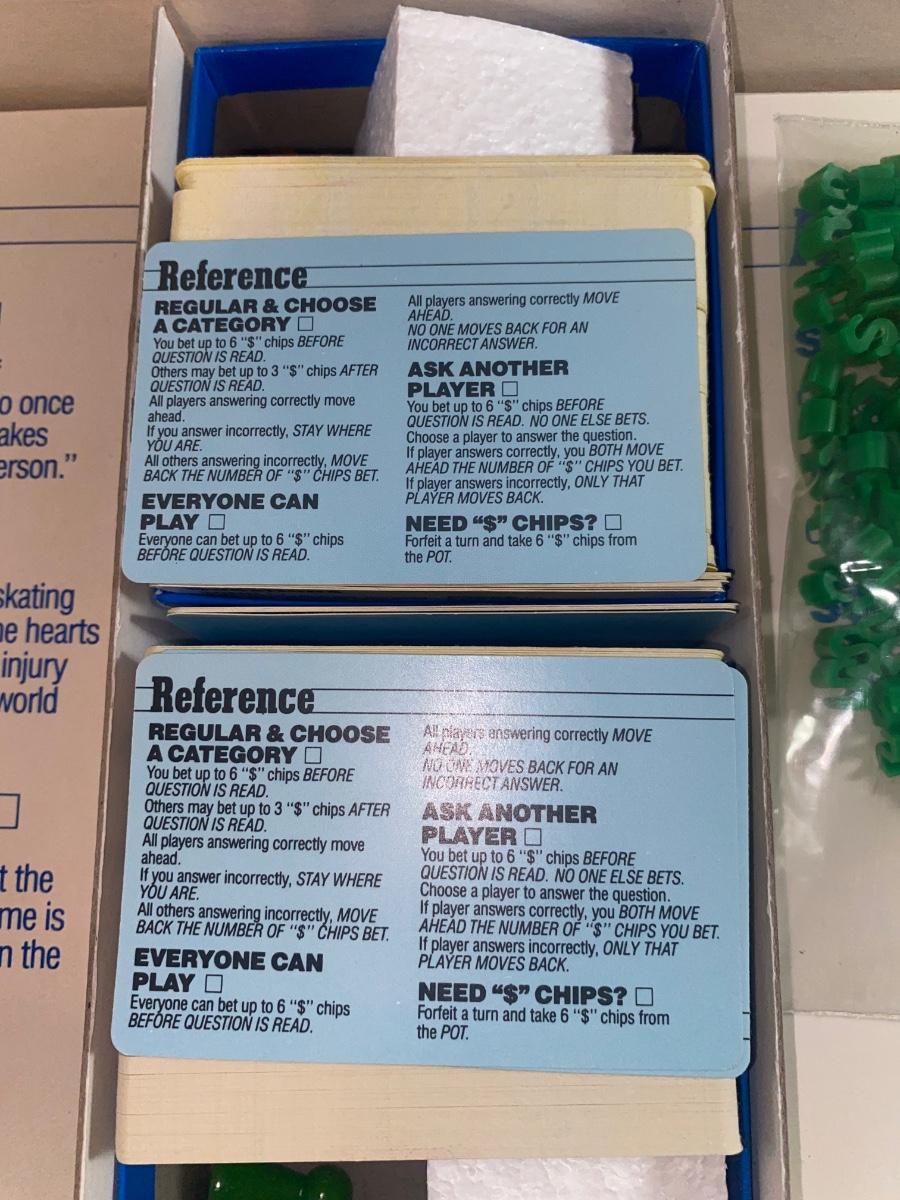 o once
akes
erson.”
skating
e hearts
injury
world
t the
me is
n the
Reference
REGULAR & CHOOSE
A CATEGORY □
You bet up to 6 “$” chips BEFORE
QUESTION IS READ.
Others may bet up to 3 “$” chips AFTER
QUESTION IS READ.
All players answering correctly move
ahead.
If you answer incorrectly, STAY WHERE
YOU ARE.
All others answering incorrectly, MOVE
BACK THE NUMBER OF “$” CHIPS BET.
EVERYONE CAN
PLAY □
Everyone can bet up to 6 “$” chips
BEFORE QUESTION IS READ.
All players answering correctly MOVE
AHEAD.
NO ONE MOVES BACK FOR AN
INCORRECT ANSWER.
ASK ANOTHER
PLAYER □
You bet up to 6 “$” chips BEFORE
QUESTION IS READ. NO ONE ELSE BETS.
Choose a player to answer the question.
If player answers correctly, you BOTH MOVE
AHEAD THE NUMBER OF “$” CHIPS YOU BET.
If player answers incorrectly, ONLY THAT
PLAYER MOVES BACK.
NEED “$” CHIPS? □
Forfeit a turn and take 6 “$” chips from
the POT.
Reference
REGULAR & CHOOSE
A CATEGORY □
You bet up to 6 “$” chips BEFORE
QUESTION IS READ.
Others may bet up to 3 “$” chips AFTER
QUESTION IS READ.
All players answering correctly move
ahead.
If you answer incorrectly, STAY WHERE
YOU ARE.
All others answering incorrectly, MOVE
BACK THE NUMBER OF “$” CHIPS BET.
EVERYONE CAN
PLAY □
Everyone can bet up to 6 “$” chips
BEFORE QUESTION IS READ.
All players answering correctly MOVE
AHEAD.
NO ONE MOVES BACK FOR AN
INCORRECT ANSWER.
ASK ANOTHER
PLAYER □
You bet up to 6 “$” chips BEFORE
QUESTION IS READ. NO ONE ELSE BETS.
Choose a player to answer the question.
If player answers correctly, you BOTH MOVE
AHEAD THE NUMBER OF “$” CHIPS YOU BET.
If player answers incorrectly, ONLY THAT
PLAYER MOVES BACK.
NEED “$” CHIPS? □
Forfeit a turn and take 6 “$” chips from
the POT.